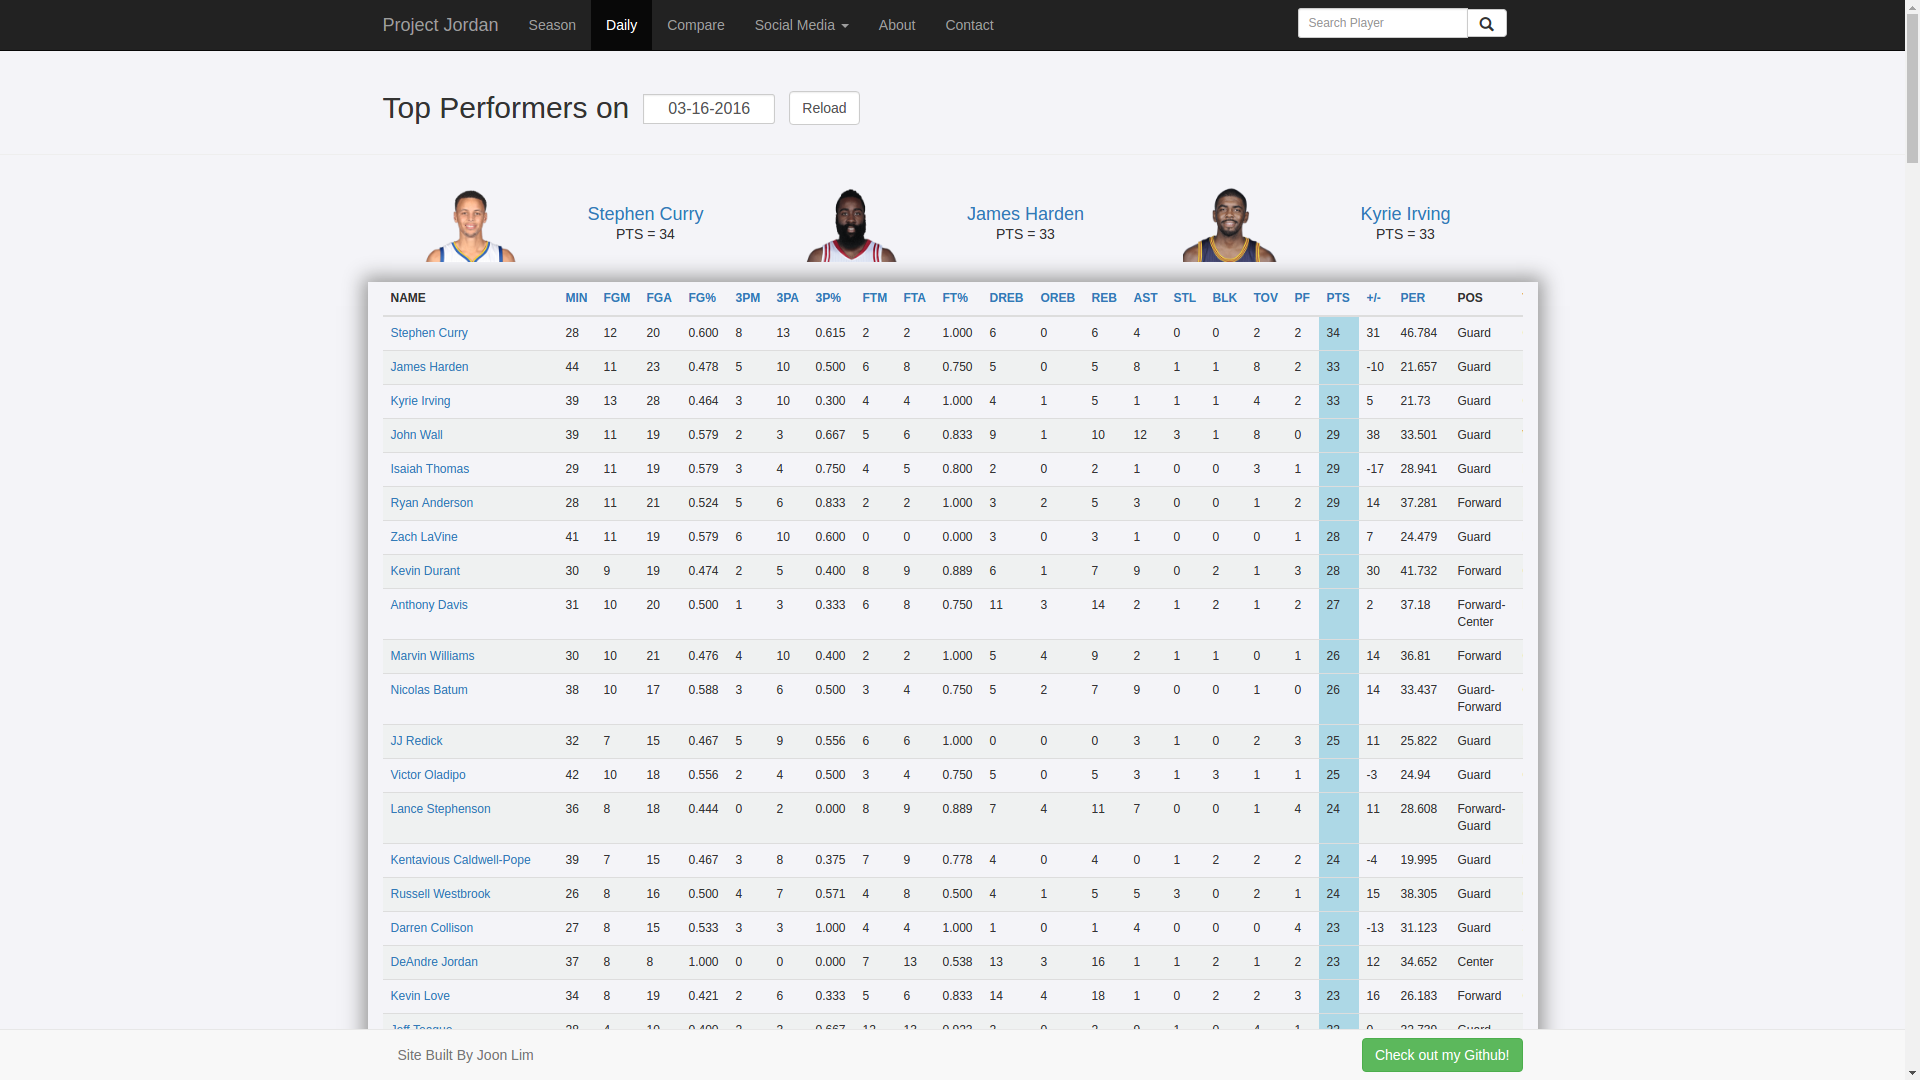 Project Jordan Season Daily Compare Social Media About Contact Search Player
Top Performers on 03-16-2016 Reload
Stephen Curry
PTS = 34
James Harden
PTS = 33
Kyrie Irving
PTS = 33
NAME MIN FGM FGA FG% 3PM 3PA 3P% FTM FTA FT% DREB OREB REB AST STL BLK TOV PF PTS +/- PER POS
Stephen Curry 28 12 20 0.600 8 13 0.615 2 2 1.000 6 0 6 4 0 0 2 2 34 31 46.784 Guard
James Harden 44 11 23 0.478 5 10 0.500 6 8 0.750 5 0 5 8 1 1 8 2 33 -10 21.657 Guard
Kyrie Irving 39 13 28 0.464 3 10 0.300 4 4 1.000 4 1 5 1 1 1 4 2 33 5 21.73 Guard
John Wall 39 11 19 0.579 2 3 0.667 5 6 0.833 9 1 10 12 3 1 8 0 29 38 33.501 Guard
Isaiah Thomas 29 11 19 0.579 3 4 0.750 4 5 0.800 2 0 2 1 0 0 3 1 29 -17 28.941 Guard
Ryan Anderson 28 11 21 0.524 5 6 0.833 2 2 1.000 3 2 5 3 0 0 1 2 29 14 37.281 Forward
Zach LaVine 41 11 19 0.579 6 10 0.600 0 0 0.000 3 0 3 1 0 0 0 1 28 7 24.479 Guard
Kevin Durant 30 9 19 0.474 2 5 0.400 8 9 0.889 6 1 7 9 0 2 1 3 28 30 41.732 Forward
Anthony Davis 31 10 20 0.500 1 3 0.333 6 8 0.750 11 3 14 2 1 2 1 2 27 2 37.18 Forward-
Center
Marvin Williams 30 10 21 0.476 4 10 0.400 2 2 1.000 5 4 9 2 1 1 0 1 26 14 36.81 Forward
Nicolas Batum 38 10 17 0.588 3 6 0.500 3 4 0.750 5 2 7 9 0 0 1 0 26 14 33.437 Guard-
Forward
JJ Redick 32 7 15 0.467 5 9 0.556 6 6 1.000 0 0 0 3 1 0 2 3 25 11 25.822 Guard
Victor Oladipo 42 10 18 0.556 2 4 0.500 3 4 0.750 5 0 5 3 1 3 1 1 25 -3 24.94 Guard
Lance Stephenson 36 8 18 0.444 0 2 0.000 8 9 0.889 7 4 11 7 0 0 1 4 24 11 28.608 Forward-
Guard
Kentavious Caldwell-Pope 39 7 15 0.467 3 8 0.375 7 9 0.778 4 0 4 0 1 2 2 2 24 -4 19.995 Guard
Russell Westbrook 26 8 16 0.500 4 7 0.571 4 8 0.500 4 1 5 5 3 0 2 1 24 15 38.305 Guard
Darren Collison 27 8 15 0.533 3 3 1.000 4 4 1.000 1 0 1 4 0 0 0 4 23 -13 31.123 Guard
DeAndre Jordan 37 8 8 1.000 0 0 0.000 7 13 0.538 13 3 16 1 1 2 1 2 23 12 34.652 Center
Kevin Love 34 8 19 0.421 2 6 0.333 5 6 0.833 14 4 18 1 0 2 2 3 23 16 26.183 Forward
Site Built By Joon Lim Check out my Github!